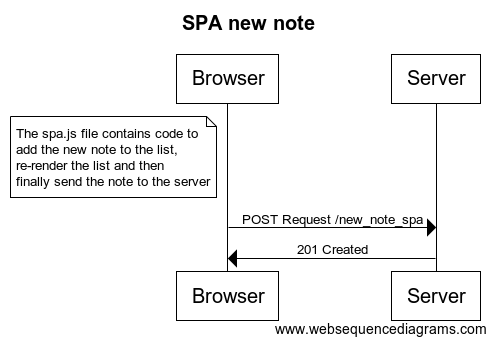 SPA new note
Browser
Server
The spa.js file contains code to
add the new note to the list,
re-render the list and then
finally send the note to the server
POST Request /new_note_spa
201 Created
Browser
Server
www.websequencediagrams.com